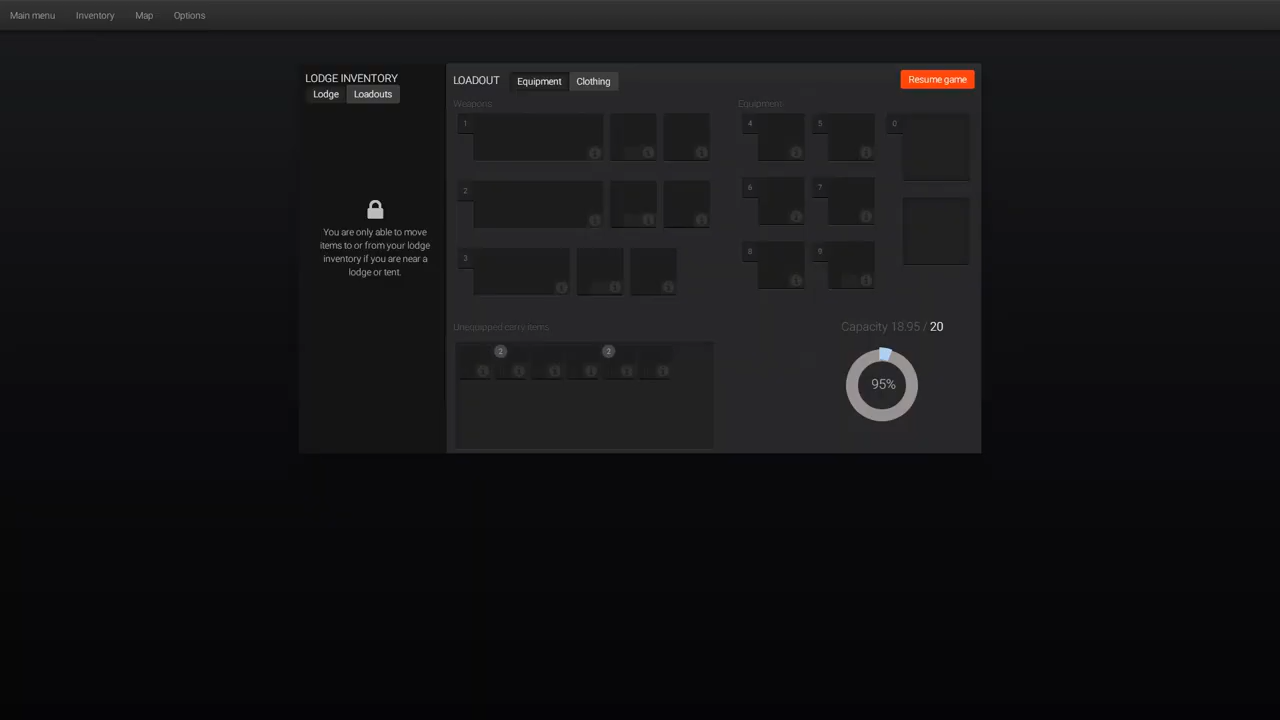 Main menu Inventory Map Options
LODGE INVENTORY
Lodge Loadouts
You are only able to move
items to or from your lodge
inventory if you are near a
lodge or tent.
LOADOUT Equipment Clothing Resume game
Weapons
1
2
3
Equipment
4 5 0
6 7
8 9
Unequipped carry items
2 2
Capacity 18.95 / 20
95%